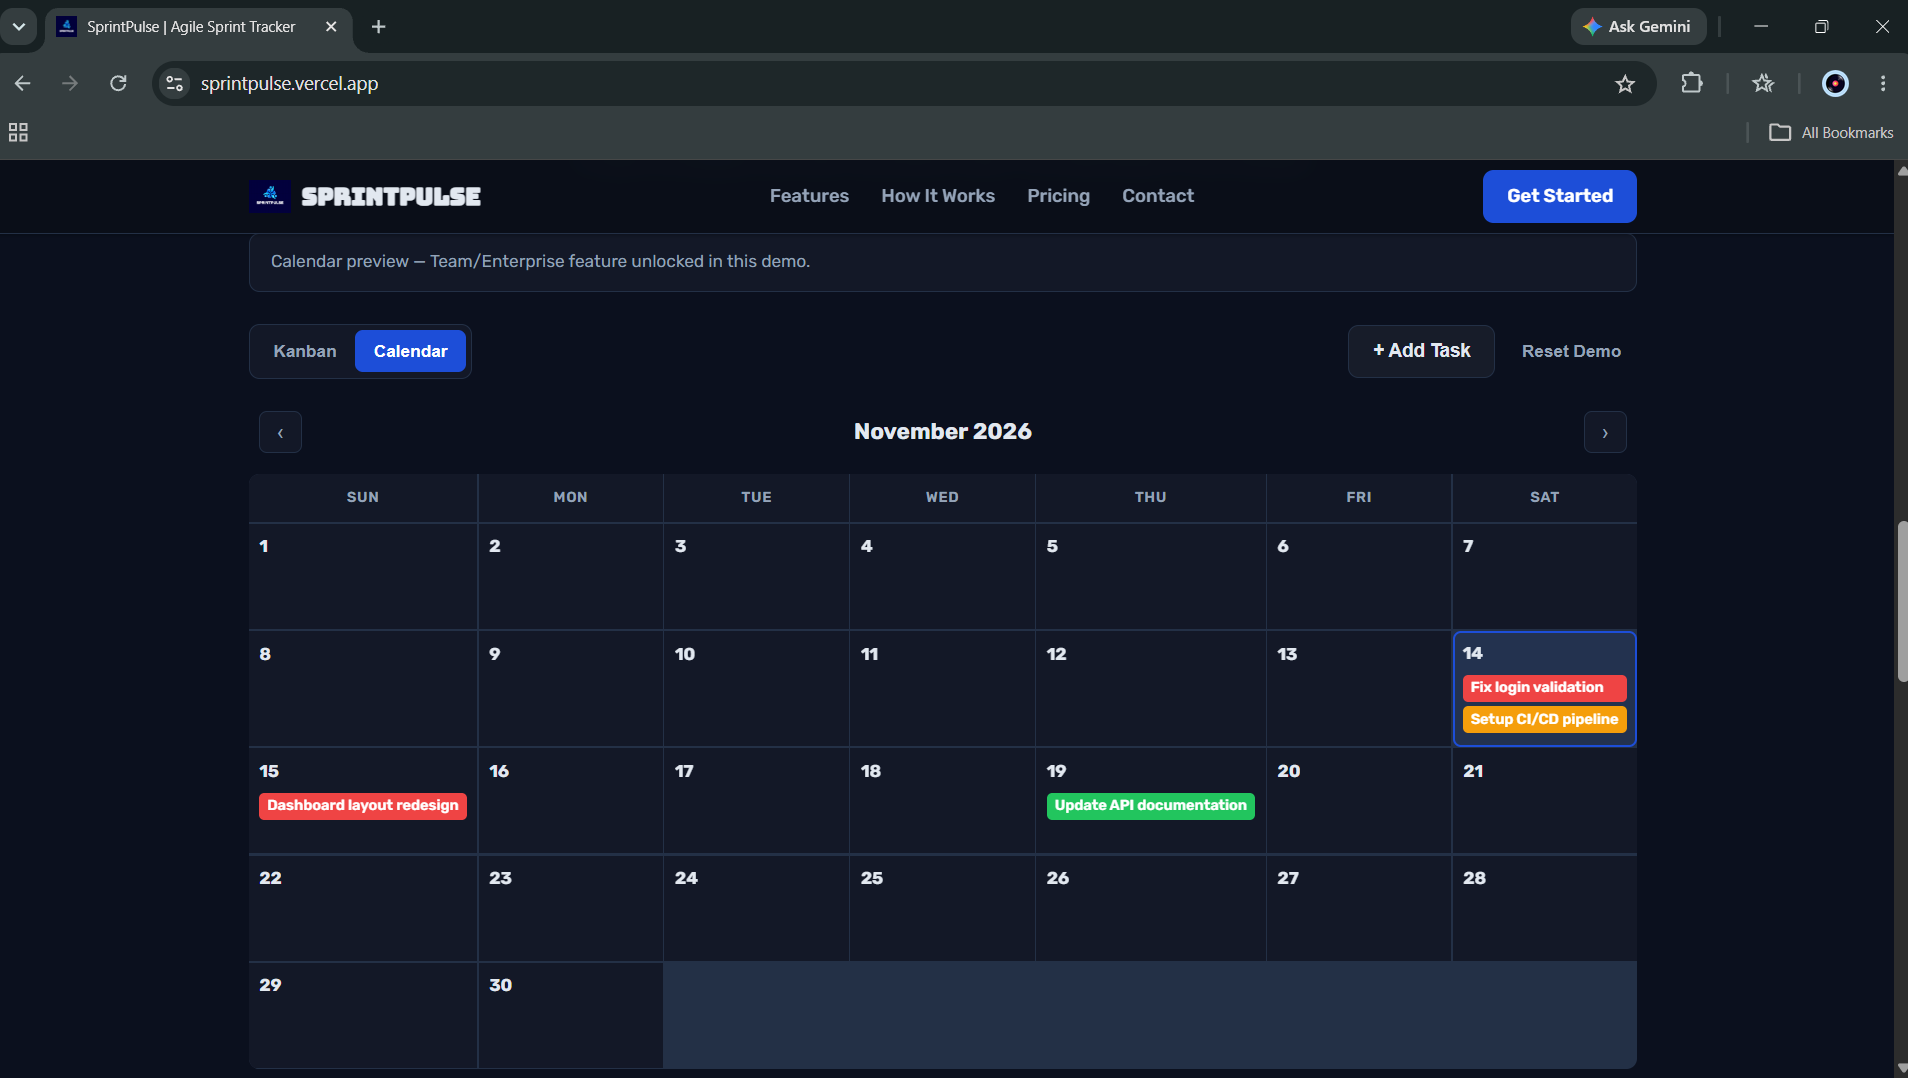 SprintPulse | Agile Sprint Tracker
Ask Gemini
sprintpulse.vercel.app
All Bookmarks
SPRINTPULSE
SPRINTPULSE
Features
How It Works
Pricing
Contact
Get Started
Calendar preview — Team/Enterprise feature unlocked in this demo.
Kanban
Calendar
+ Add Task
Reset Demo
‹
November 2026
›
SUN MON TUE WED THU FRI SAT
1 2 3 4 5 6 7
8 9 10 11 12 13 14
Fix login validation
Setup CI/CD pipeline
15 16 17 18 19 20 21
Dashboard layout redesign
Update API documentation
22 23 24 25 26 27 28
29 30